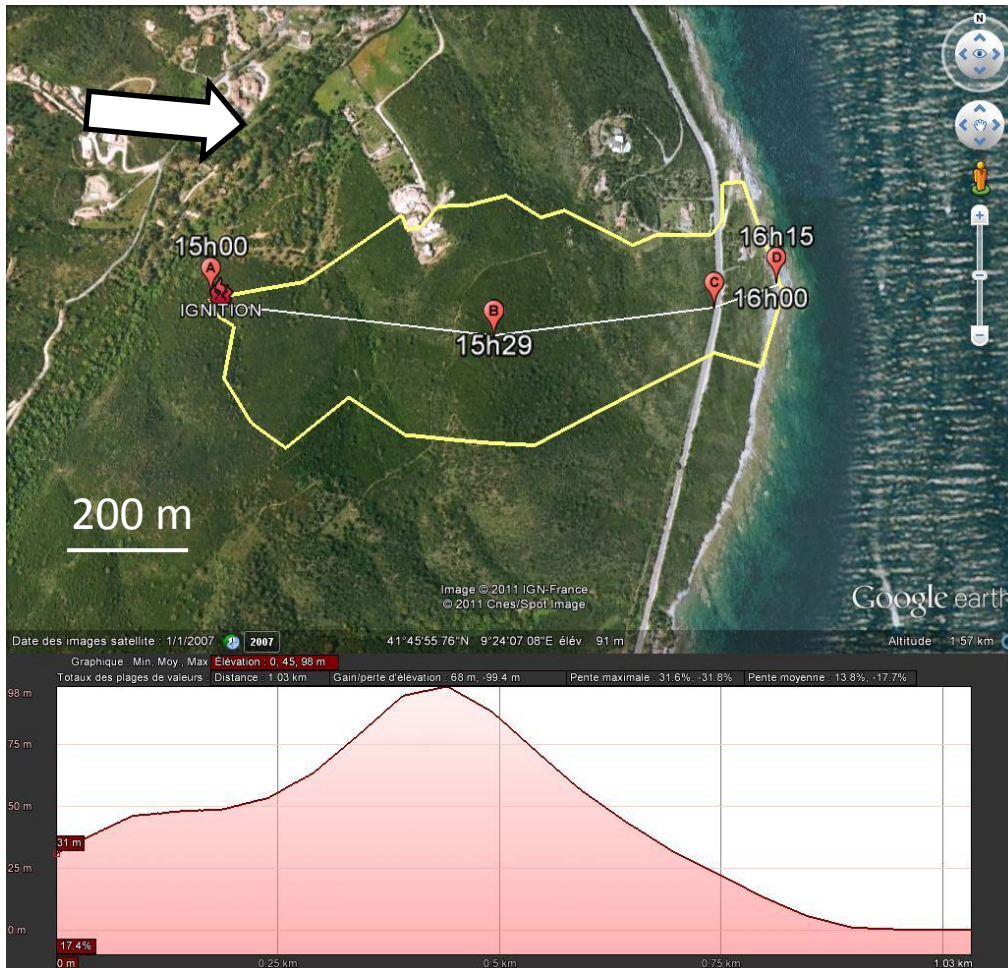 N
15h00
A
IGNITION
B
15h29
C
16h15
D
16h00
200 m
Image © 2011 IGN-France
© 2011 Cnes/Spot Image
Google earth
Date des images satellite : 1/1/2007 2007 41°45'55.76"N 9°24'07.08"E élév. 91 m Altitude 1.57 km
Graphique : Min, Moy., Max Élévation : 0, 45, 98 m
Totaux des plages de valeurs : Distance : 1.03 km Gain/perte d'élévation : 68 m, -99.4 m Pente maximale : 31.6%, -31.8% Pente moyenne : 13.8%, -17.7%
98 m
75 m
50 m
31 m
25 m
0 m
17.4%
0 m 0.25 km 0.5 km 0.75 km 1.03 km